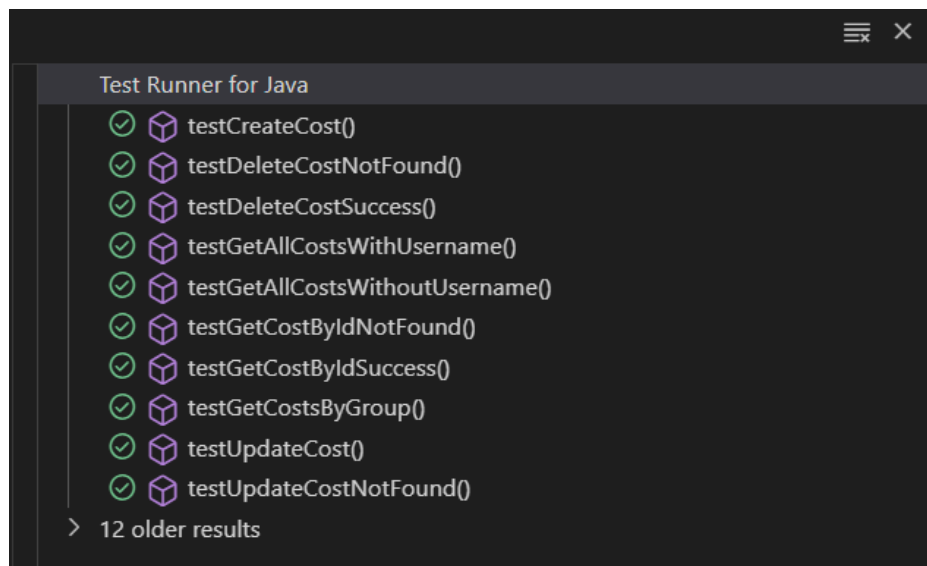 Test Runner for Java
testCreateCost()
testDeleteCostNotFound()
testDeleteCostSuccess()
testGetAllCostsWithUsername()
testGetAllCostsWithoutUsername()
testGetCostByIdNotFound()
testGetCostByIdSuccess()
testGetCostsByGroup()
testUpdateCost()
testUpdateCostNotFound()
12 older results